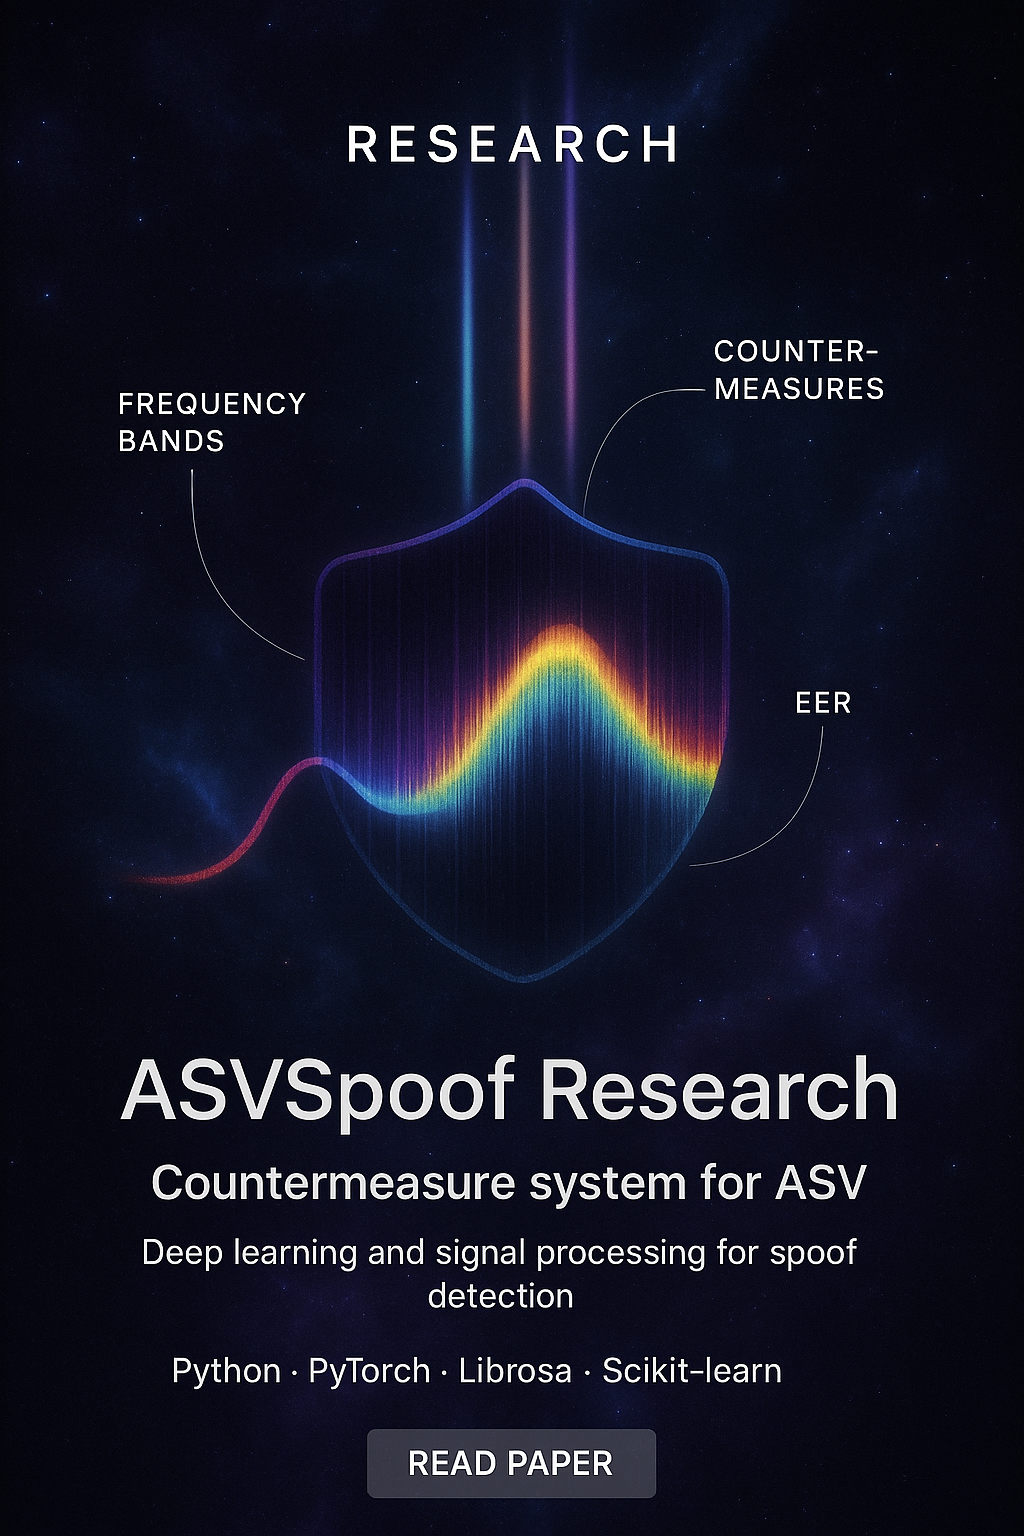 RESEARCH
COUNTER-
MEASURES
FREQUENCY
BANDS
EER
ASVSpoof Research
Countermeasure system for ASV
Deep learning and signal processing for spoof
detection
Python · PyTorch · Librosa · Scikit-learn
READ PAPER